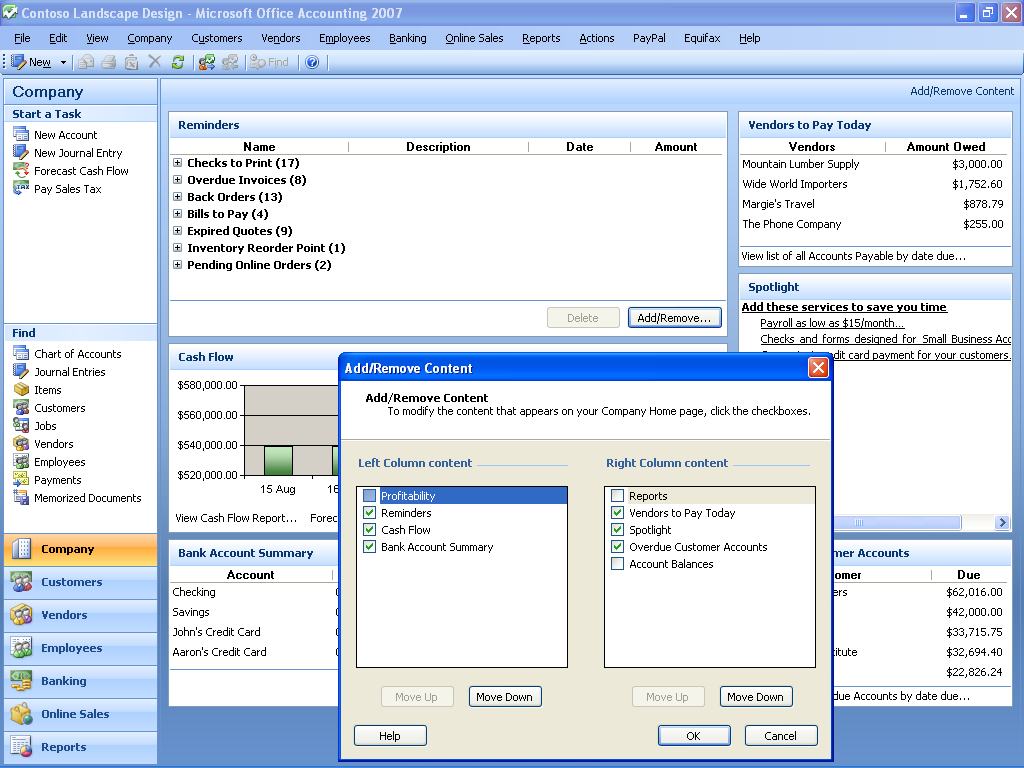 Contoso Landscape Design - Microsoft Office Accounting 2007
File Edit View Company Customers Vendors Employees Banking Online Sales Reports Actions PayPal Equifax Help
New Find
Company
Start a Task
New Account
New Journal Entry
Forecast Cash Flow
Pay Sales Tax
Find
Chart of Accounts
Journal Entries
Items
Customers
Jobs
Vendors
Employees
Payments
Memorized Documents
Company
Customers
Vendors
Employees
Banking
Online Sales
Reports
Add/Remove Content
Reminders
Name Description Date Amount
Checks to Print (17)
Overdue Invoices (8)
Back Orders (13)
Bills to Pay (4)
Expired Quotes (9)
Inventory Reorder Point (1)
Pending Online Orders (2)
Delete Add/Remove...
Vendors to Pay Today
Vendors Amount Owed
Mountain Lumber Supply $3,000.00
Wide World Importers $1,752.60
Margie's Travel $878.79
The Phone Company $255.00
View list of all Accounts Payable by date due...
Spotlight
Add these services to save you time
Payroll as low as $15/month...
Checks and forms designed for Small Business Acc
card payment for your customers.
Cash Flow
$580,000.00
$560,000.00
$540,000.00
$520,000.00
15 Aug 16
View Cash Flow Report... Forec
Bank Account Summary
Account
Checking
Savings
John's Credit Card
Aaron's Credit Card
mer Accounts
omer Due
ers $62,016.00
$42,000.00
$33,715.75
itute $32,694.40
$22,826.24
due Accounts by date due...
Add/Remove Content
Add/Remove Content
To modify the content that appears on your Company Home page, click the checkboxes.
Left Column content
Profitability
Reminders
Cash Flow
Bank Account Summary
Move Up Move Down
Right Column content
Reports
Vendors to Pay Today
Spotlight
Overdue Customer Accounts
Account Balances
Move Up Move Down
Help OK Cancel